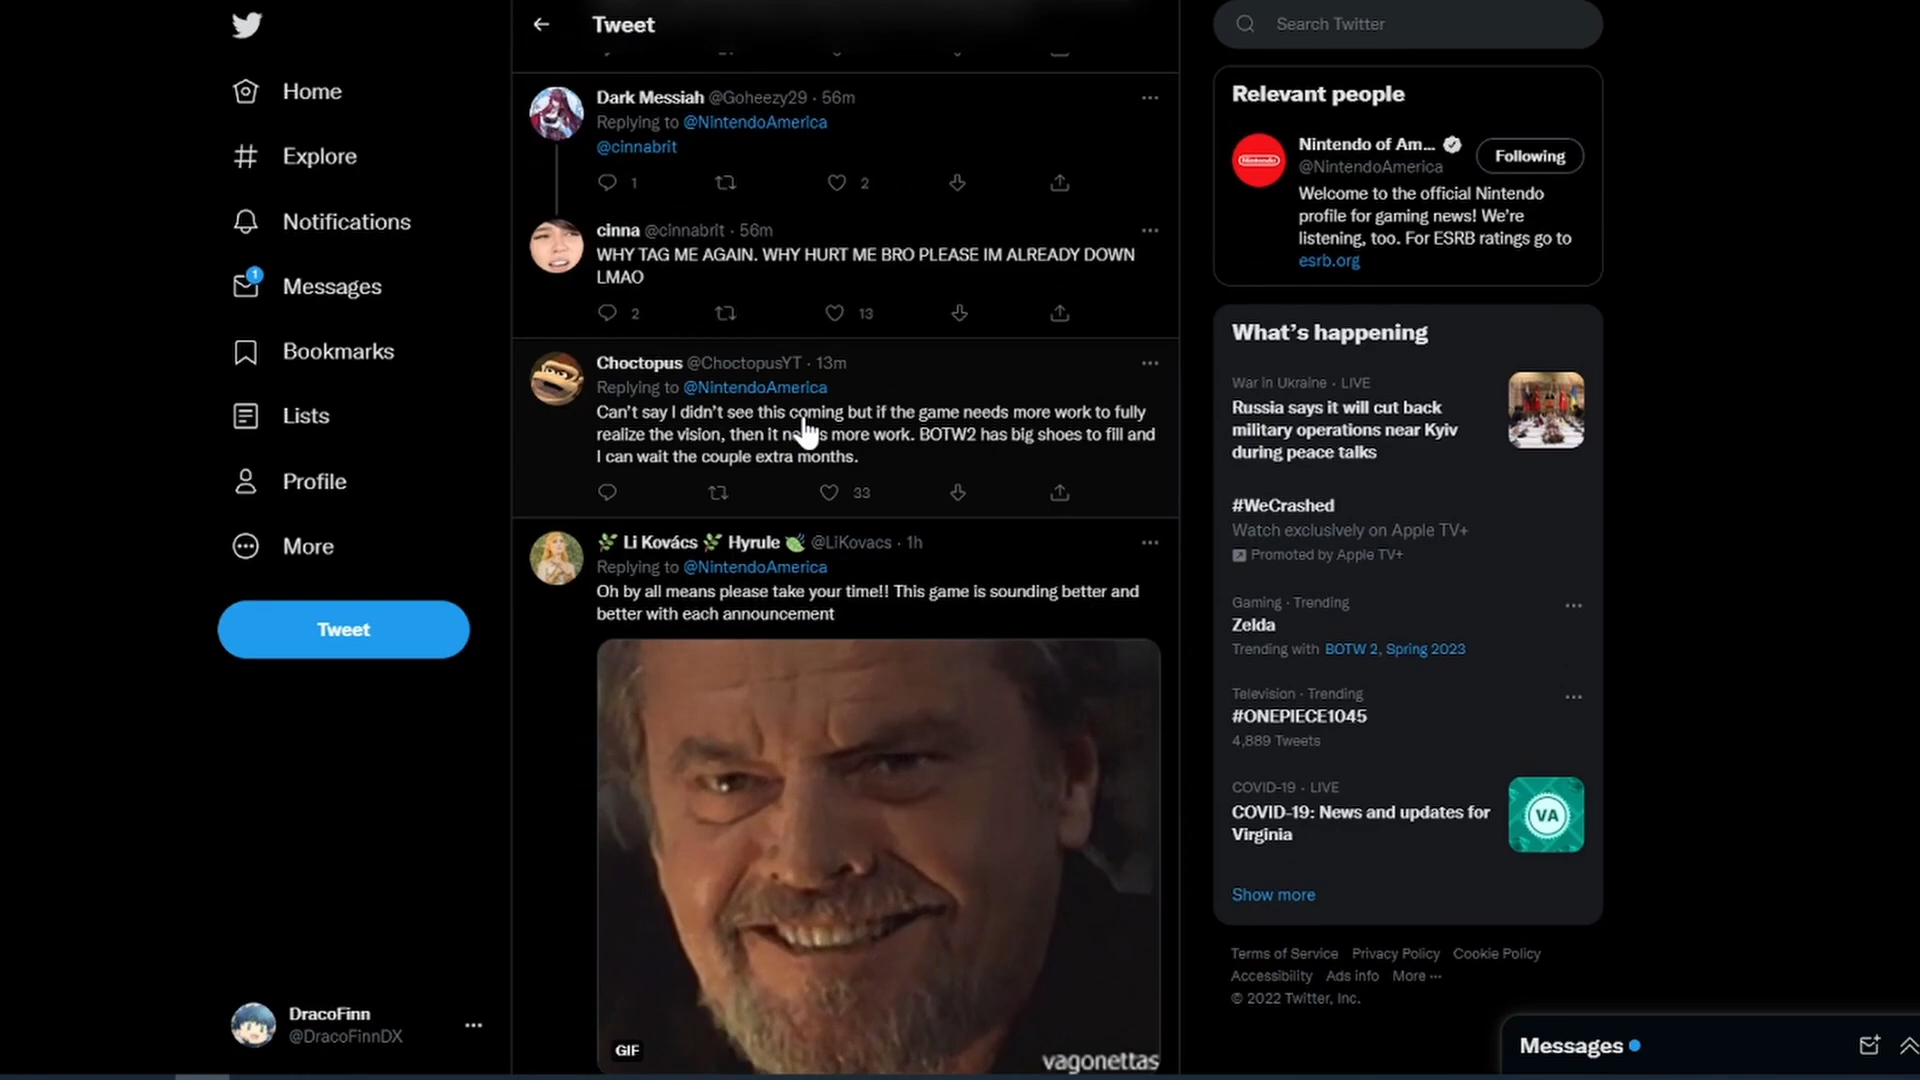 Tweet
Search Twitter
Home
Explore
Notifications
1
Messages
Bookmarks
Lists
Profile
More
Tweet
DracoFinn
@DracoFinnDX
Dark Messiah @Goheezy29 · 56m
Replying to @NintendoAmerica
@cinnabrit
1 2
cinna @cinnabrit · 56m
WHY TAG ME AGAIN. WHY HURT ME BRO PLEASE IM ALREADY DOWN
LMAO
2 13
Choctopus @ChoctopusYT · 13m
Replying to @NintendoAmerica
Can't say I didn't see this coming but if the game needs more work to fully
realize the vision, then it needs more work. BOTW2 has big shoes to fill and
I can wait the couple extra months.
33
Li Kovács Hyrule @LiKovacs · 1h
Replying to @NintendoAmerica
Oh by all means please take your time!! This game is sounding better and
better with each announcement
GIF
vagonettas
Relevant people
Nintendo
Nintendo of Am...
@NintendoAmerica
Following
Welcome to the official Nintendo
profile for gaming news! We're
listening, too. For ESRB ratings go to
esrb.org
What's happening
War in Ukraine · LIVE
Russia says it will cut back
military operations near Kyiv
during peace talks
#WeCrashed
Watch exclusively on Apple TV+
Promoted by Apple TV+
Gaming · Trending
Zelda
Trending with BOTW 2, Spring 2023
Television · Trending
#ONEPIECE1045
4,889 Tweets
COVID-19 · LIVE
COVID-19: News and updates for
Virginia
VA
Show more
Terms of Service Privacy Policy Cookie Policy
Accessibility Ads info More ···
© 2022 Twitter, Inc.
Messages